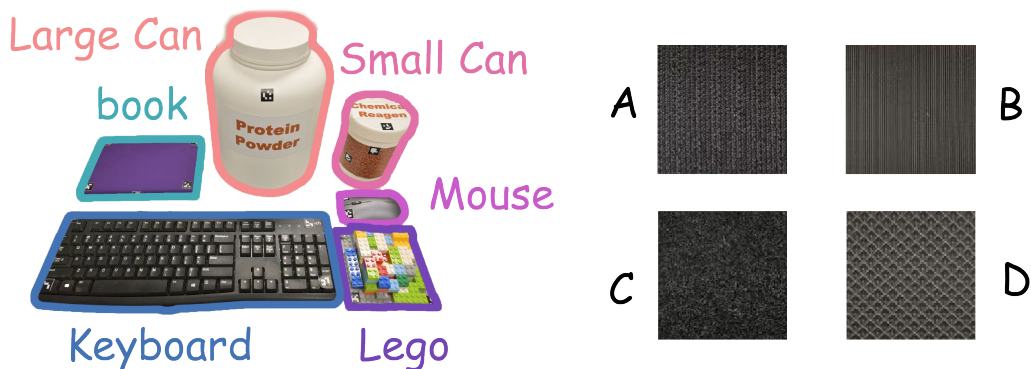 Large Can
Small Can
book
Chemica
Reagen
Protein
Powder
Mouse
Keyboard
Lego
A
B
C
D